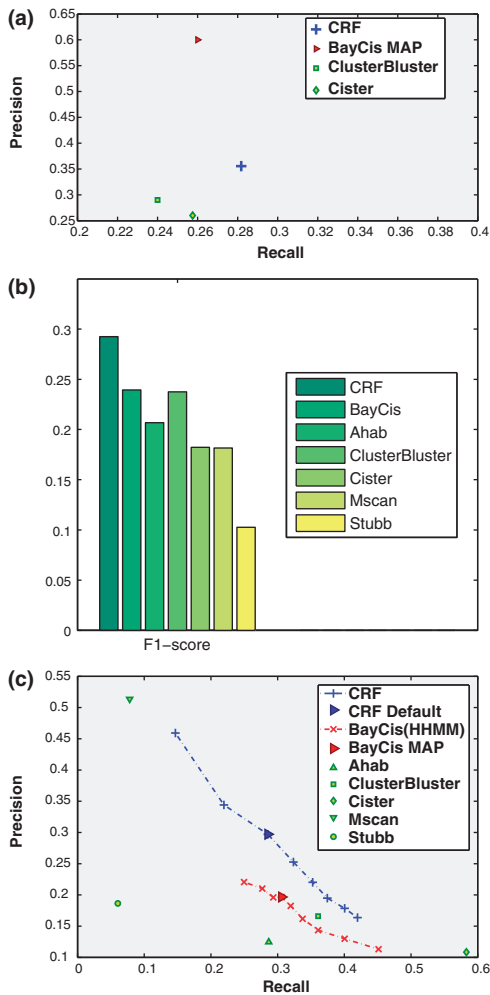 (a)
0.65
0.6
0.55
0.5
0.45
0.4
0.35
0.3
0.25
Precision
CRF
BayCis MAP
ClusterBluster
Cister
0.2 0.22 0.24 0.26 0.28 0.3 0.32 0.34 0.36 0.38 0.4
Recall
(b)
0.3
0.25
0.2
0.15
0.1
0.05
0
CRF
BayCis
Ahab
ClusterBluster
Cister
Mscan
Stubb
F1-score
(c)
0.55
0.5
0.45
0.4
0.35
0.3
0.25
0.2
0.15
0.1
Precision
CRF
CRF Default
BayCis(HHMM)
BayCis MAP
Ahab
ClusterBluster
Cister
Mscan
Stubb
0 0.1 0.2 0.3 0.4 0.5 0.6
Recall